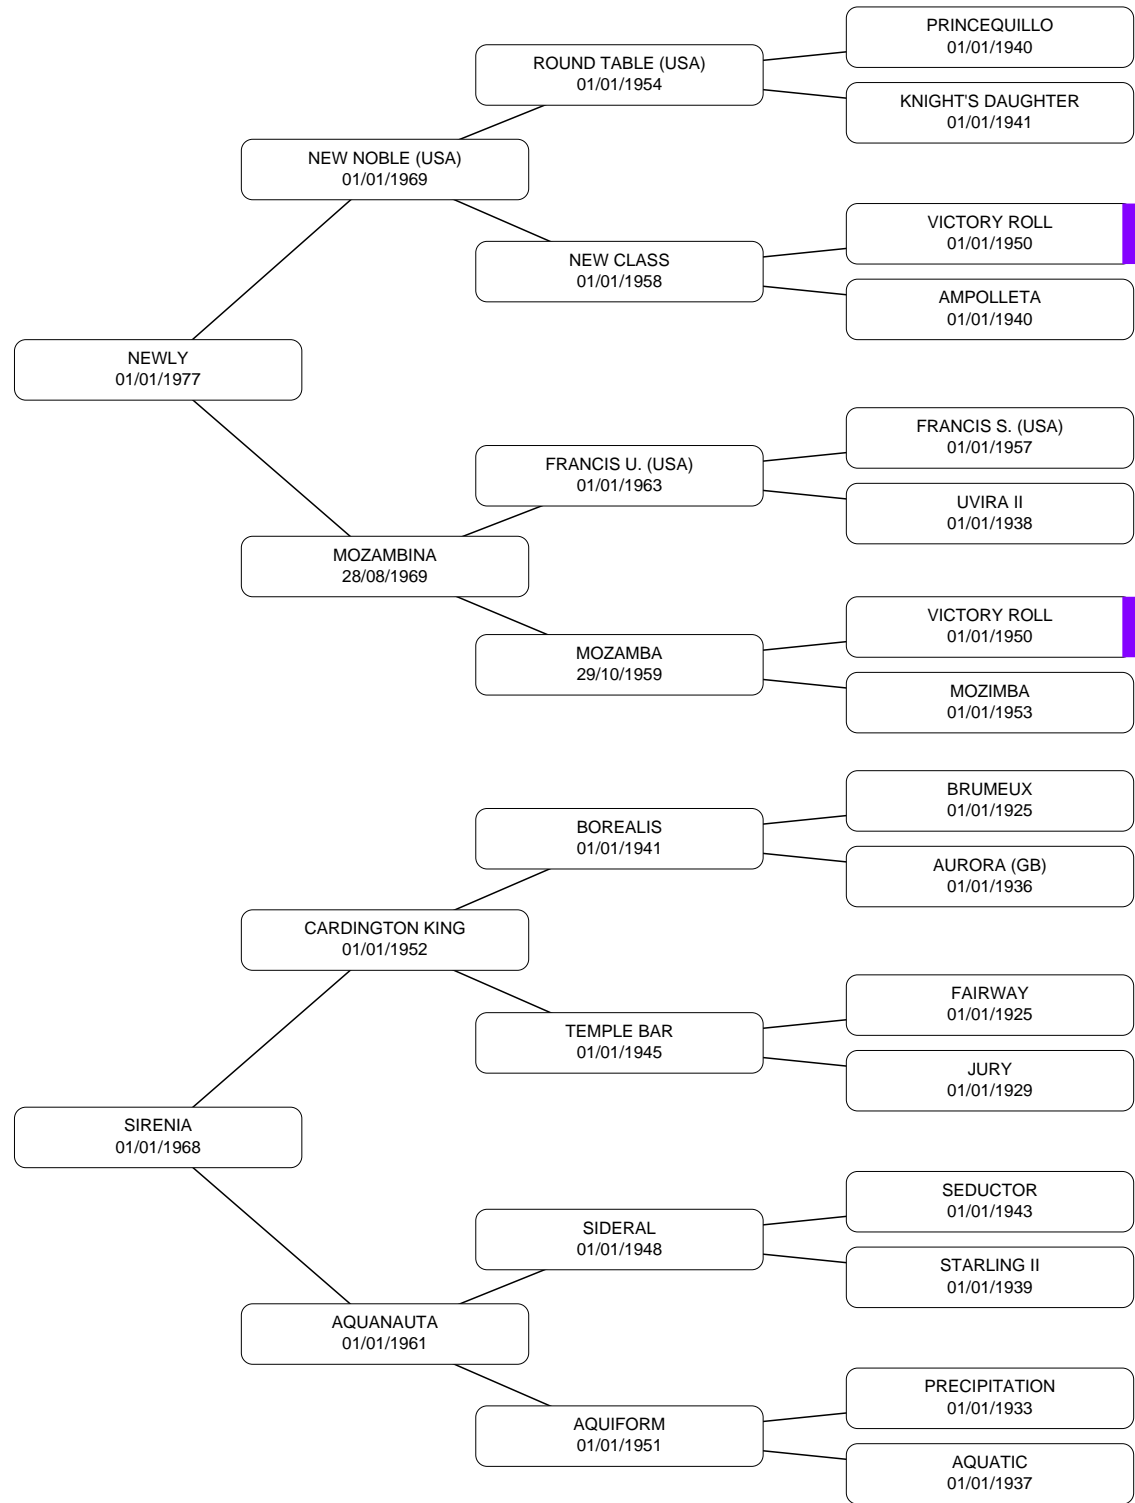 PRINCEQUILLO
01/01/1940
ROUND TABLE (USA)
01/01/1954
KNIGHT'S DAUGHTER
01/01/1941
NEW NOBLE (USA)
01/01/1969
VICTORY ROLL
01/01/1950
NEW CLASS
01/01/1958
AMPOLLETA
01/01/1940
NEWLY
01/01/1977
FRANCIS S. (USA)
01/01/1957
FRANCIS U. (USA)
01/01/1963
UVIRA II
01/01/1938
MOZAMBINA
28/08/1969
VICTORY ROLL
01/01/1950
MOZAMBA
29/10/1959
MOZIMBA
01/01/1953
BRUMEUX
01/01/1925
BOREALIS
01/01/1941
AURORA (GB)
01/01/1936
CARDINGTON KING
01/01/1952
FAIRWAY
01/01/1925
TEMPLE BAR
01/01/1945
JURY
01/01/1929
SIRENIA
01/01/1968
SEDUCTOR
01/01/1943
SIDERAL
01/01/1948
STARLING II
01/01/1939
AQUANAUTA
01/01/1961
PRECIPITATION
01/01/1933
AQUIFORM
01/01/1951
AQUATIC
01/01/1937